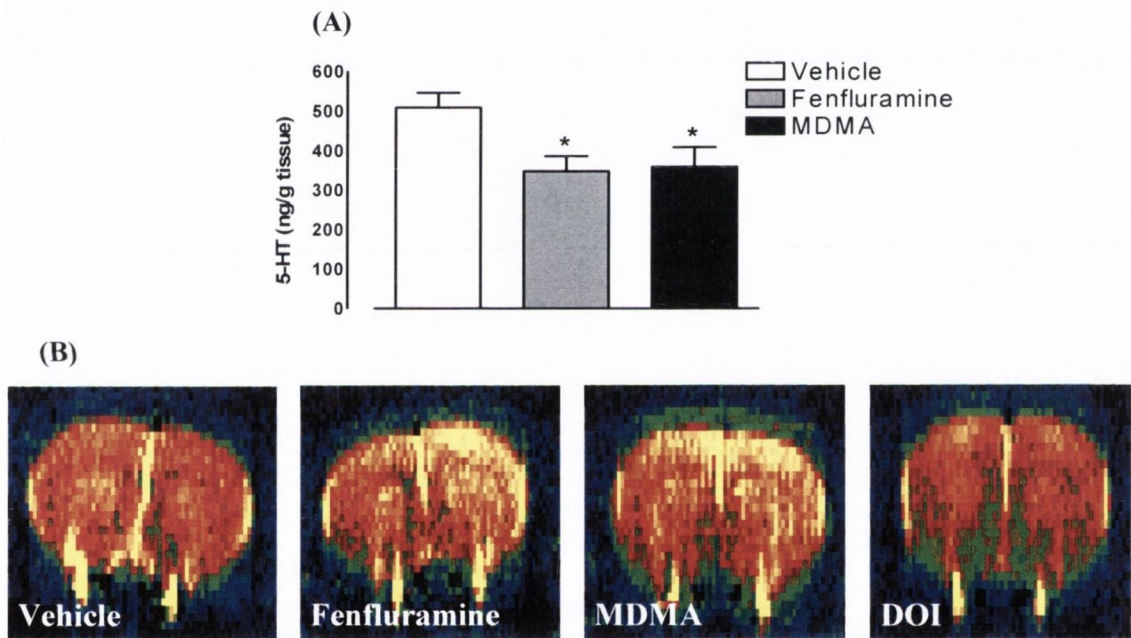 (A)
600
500
400
300
200
100
0
5-HT (ng/g tissue)
*
*
Vehicle
Fenfluramine
MDMA
(B)
Vehicle
Fenfluramine
MDMA
DOI